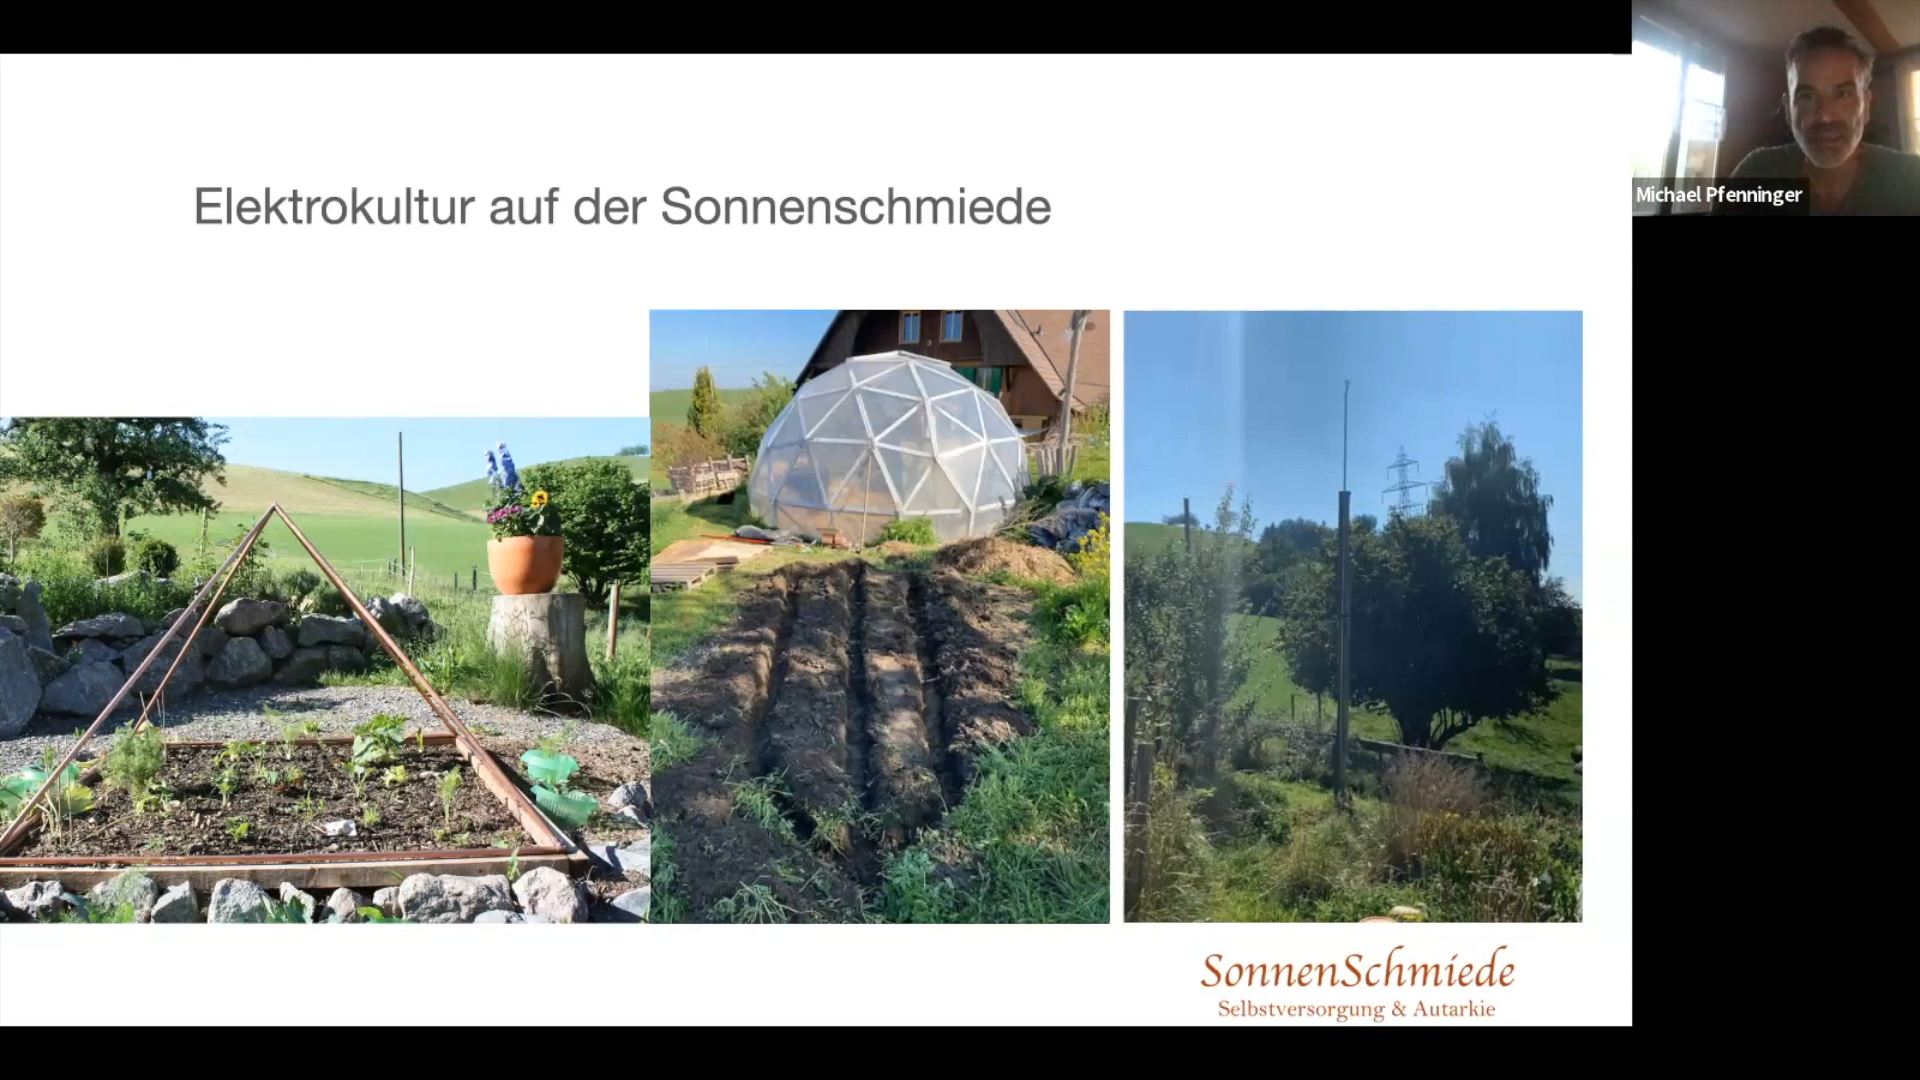 Elektrokultur auf der Sonnenschmiede
Michael Pfenninger
SonnenSchmiede
Selbstversorgung & Autarkie